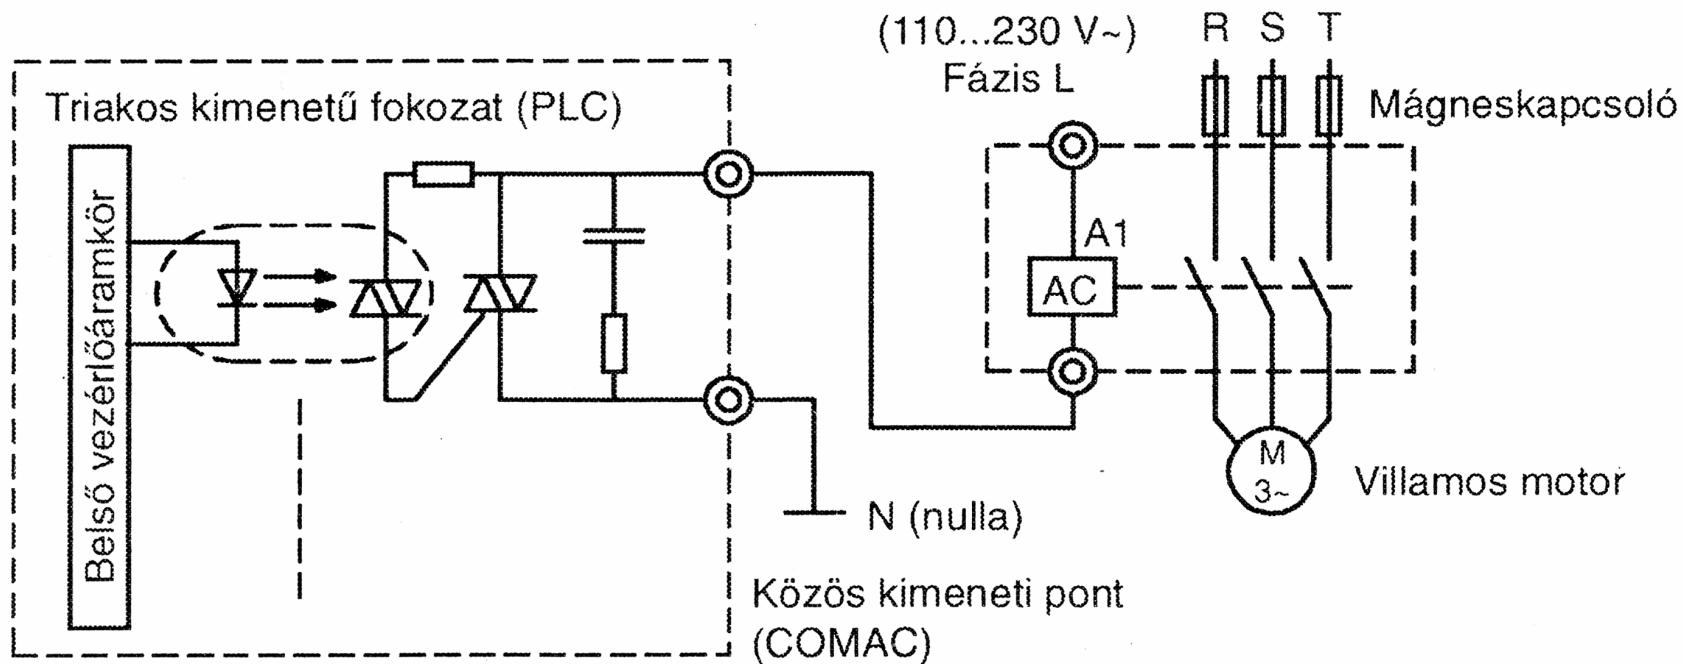 (110...230 V~)
Fázis L
R S T
Mágneskapcsoló
Triakos kimenetű fokozat (PLC)
Belső vezérlőáramkör
A1
AC
M
3~
Villamos motor
N (nulla)
Közös kimeneti pont
(COMAC)